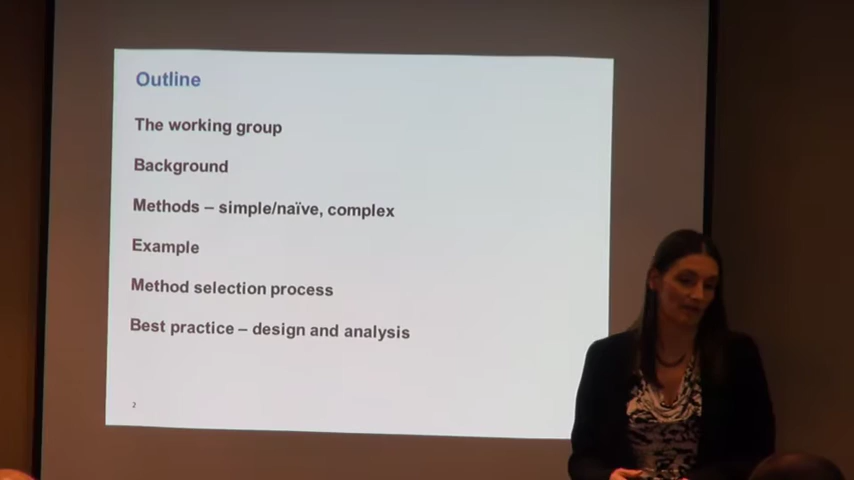 Outline
The working group
Background
Methods – simple/naïve, complex
Example
Method selection process
Best practice – design and analysis
2